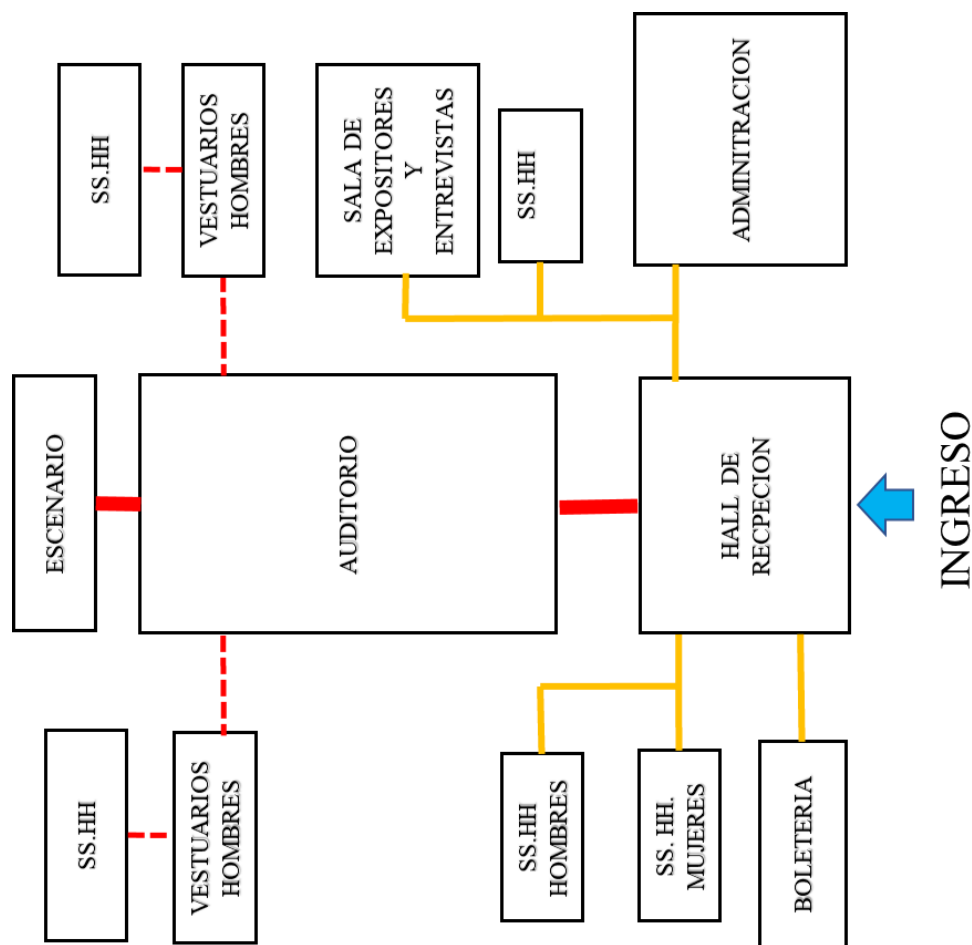 SS.HH
VESTUARIOS
HOMBRES
SALA DE
EXPOSITORES
Y
ENTREVISTAS
SS.HH
ADMINITRACION
ESCENARIO
AUDITORIO
HALL DE
RECPECION
INGRESO
SS.HH
VESTUARIOS
HOMBRES
SS.HH
HOMBRES
SS. HH.
MUJERES
BOLETERIA